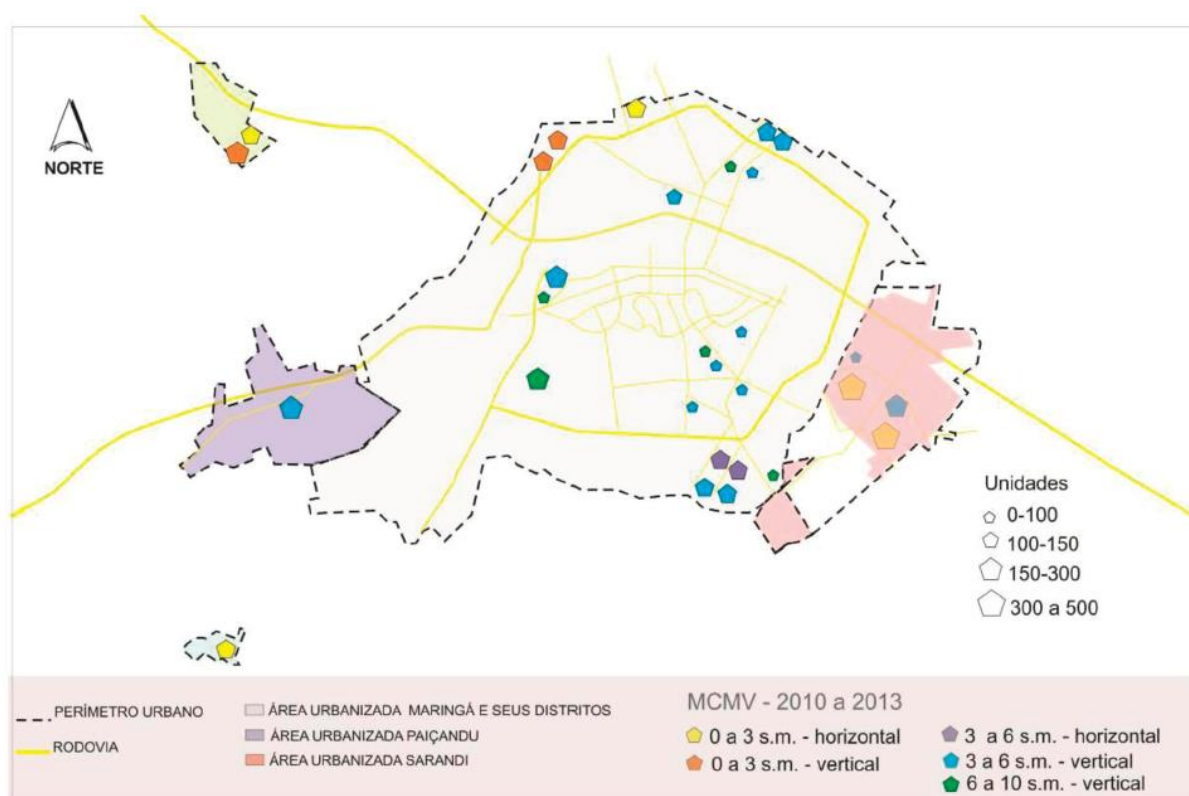 NORTE
Unidades
0-100
100-150
150-300
300 a 500
PERÍMETRO URBANO
RODOVIA
ÁREA URBANIZADA MARINGÁ E SEUS DISTRITOS
ÁREA URBANIZADA PAIÇANDU
ÁREA URBANIZADA SARANDI
MCMV - 2010 a 2013
0 a 3 s.m. - horizontal
0 a 3 s.m. - vertical
3 a 6 s.m. - horizontal
3 a 6 s.m. - vertical
6 a 10 s.m. - vertical